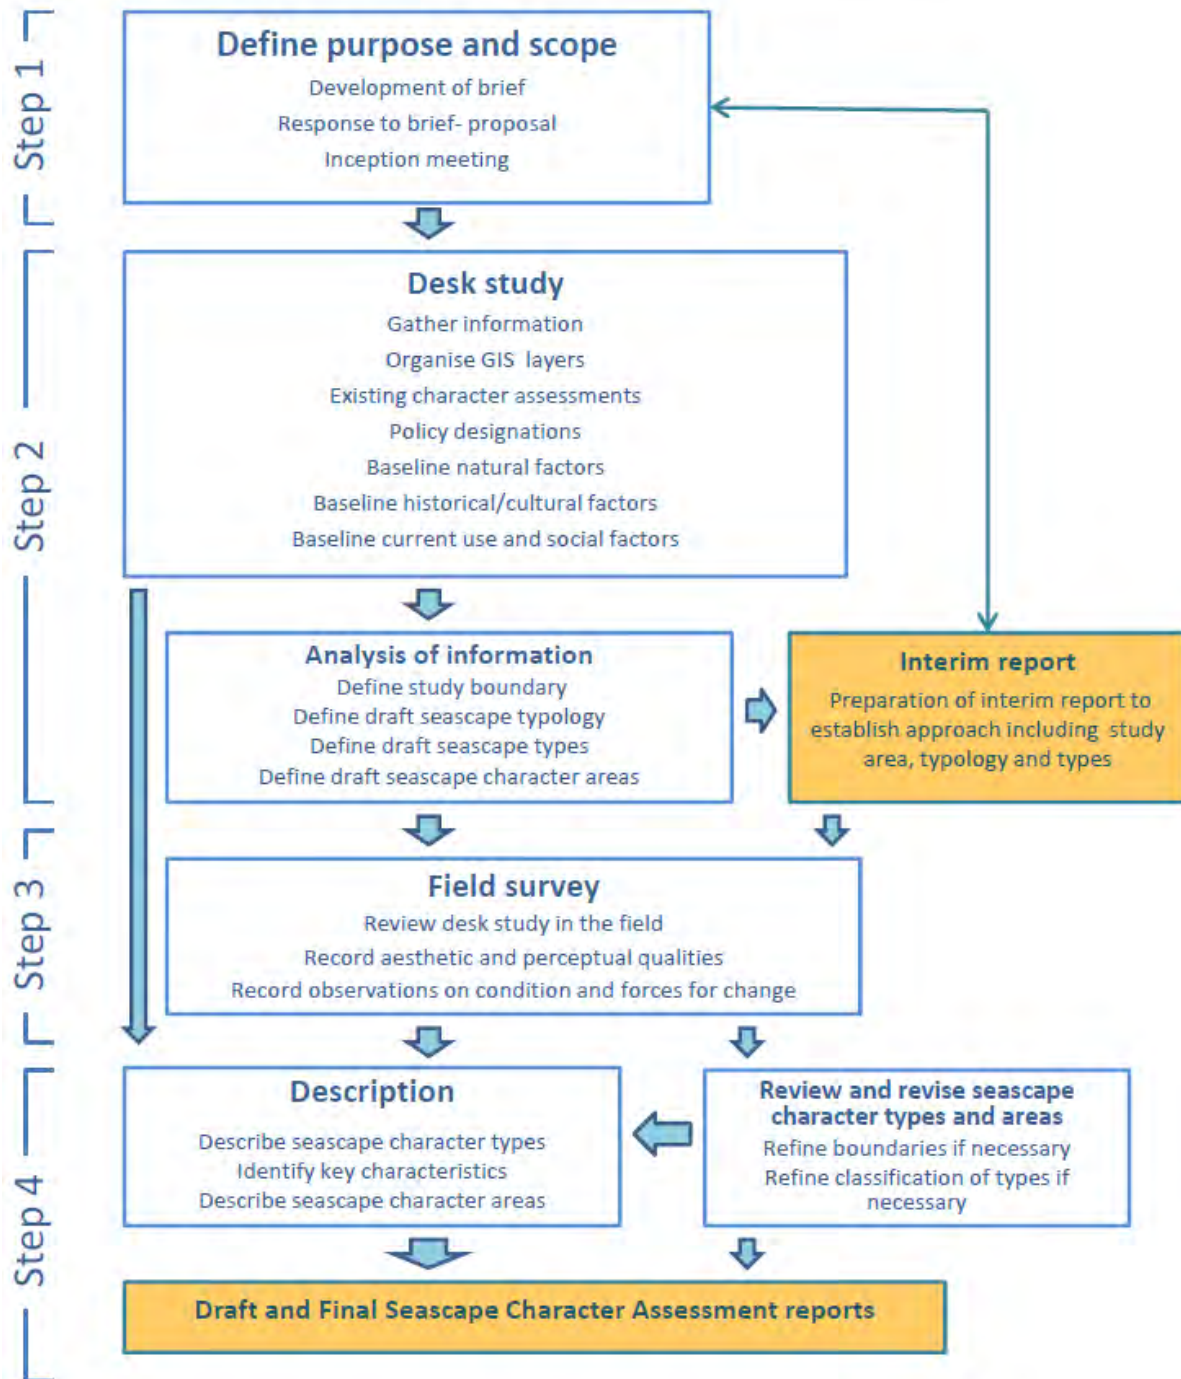 Step 1
Define purpose and scope
Development of brief
Response to brief- proposal
Inception meeting
Step 2
Desk study
Gather information
Organise GIS layers
Existing character assessments
Policy designations
Baseline natural factors
Baseline historical/cultural factors
Baseline current use and social factors
Analysis of information
Define study boundary
Define draft seascape typology
Define draft seascape types
Define draft seascape character areas
Interim report
Preparation of interim report to
establish approach including study
area, typology and types
Step 3
Field survey
Review desk study in the field
Record aesthetic and perceptual qualities
Record observations on condition and forces for change
Step 4
Description
Describe seascape character types
Identify key characteristics
Describe seascape character areas
Review and revise seascape
character types and areas
Refine boundaries if necessary
Refine classification of types if
necessary
Draft and Final Seascape Character Assessment reports